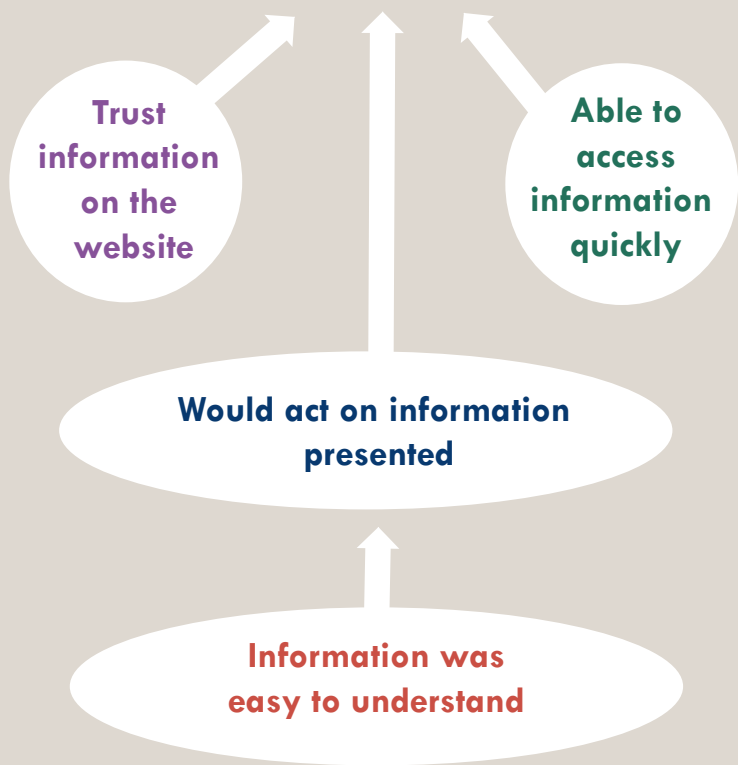 Trust
information
on the
website
Able to
access
information
quickly
Would act on information
presented
Information was
easy to understand